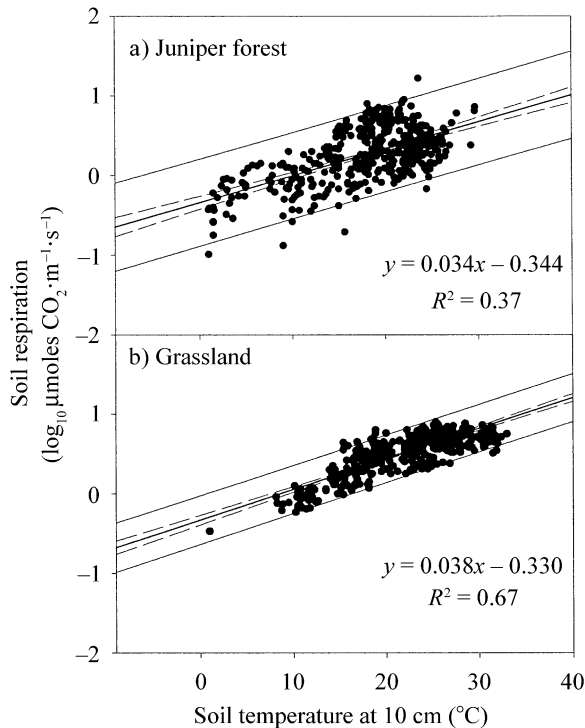 2
a) Juniper forest
1
0
−1
y = 0.034x − 0.344
R² = 0.37
−2
b) Grassland
1
0
−1
y = 0.038x − 0.330
R² = 0.67
−2
0 10 20 30 40
Soil temperature at 10 cm (°C)
Soil respiration
(log₁₀ μmoles CO₂·m⁻¹·s⁻¹)